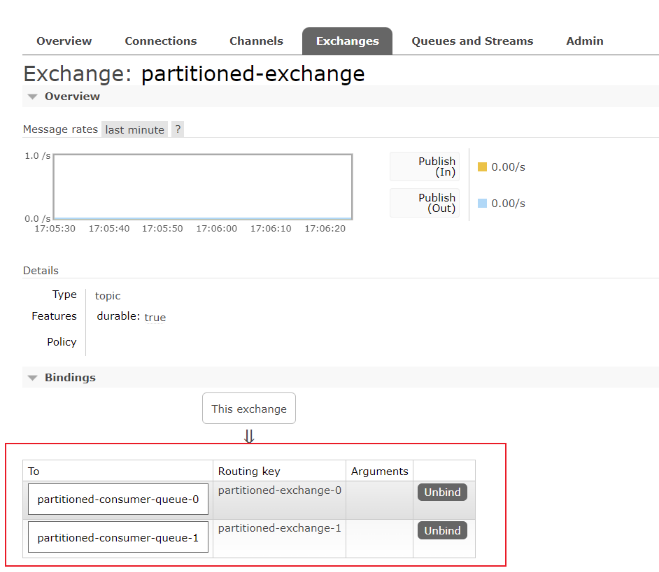 Overview Connections Channels Exchanges Queues and Streams Admin
Exchange: partitioned-exchange
Overview
Message rates last minute ?
1.0 /s
0.0 /s
17:05:30 17:05:40 17:05:50 17:06:00 17:06:10 17:06:20
Publish (In) 0.00/s
Publish (Out) 0.00/s
Details
Type topic
Features durable: true
Policy
Bindings
This exchange
⇓
To Routing key Arguments
partitioned-consumer-queue-0 partitioned-exchange-0 Unbind
partitioned-consumer-queue-1 partitioned-exchange-1 Unbind